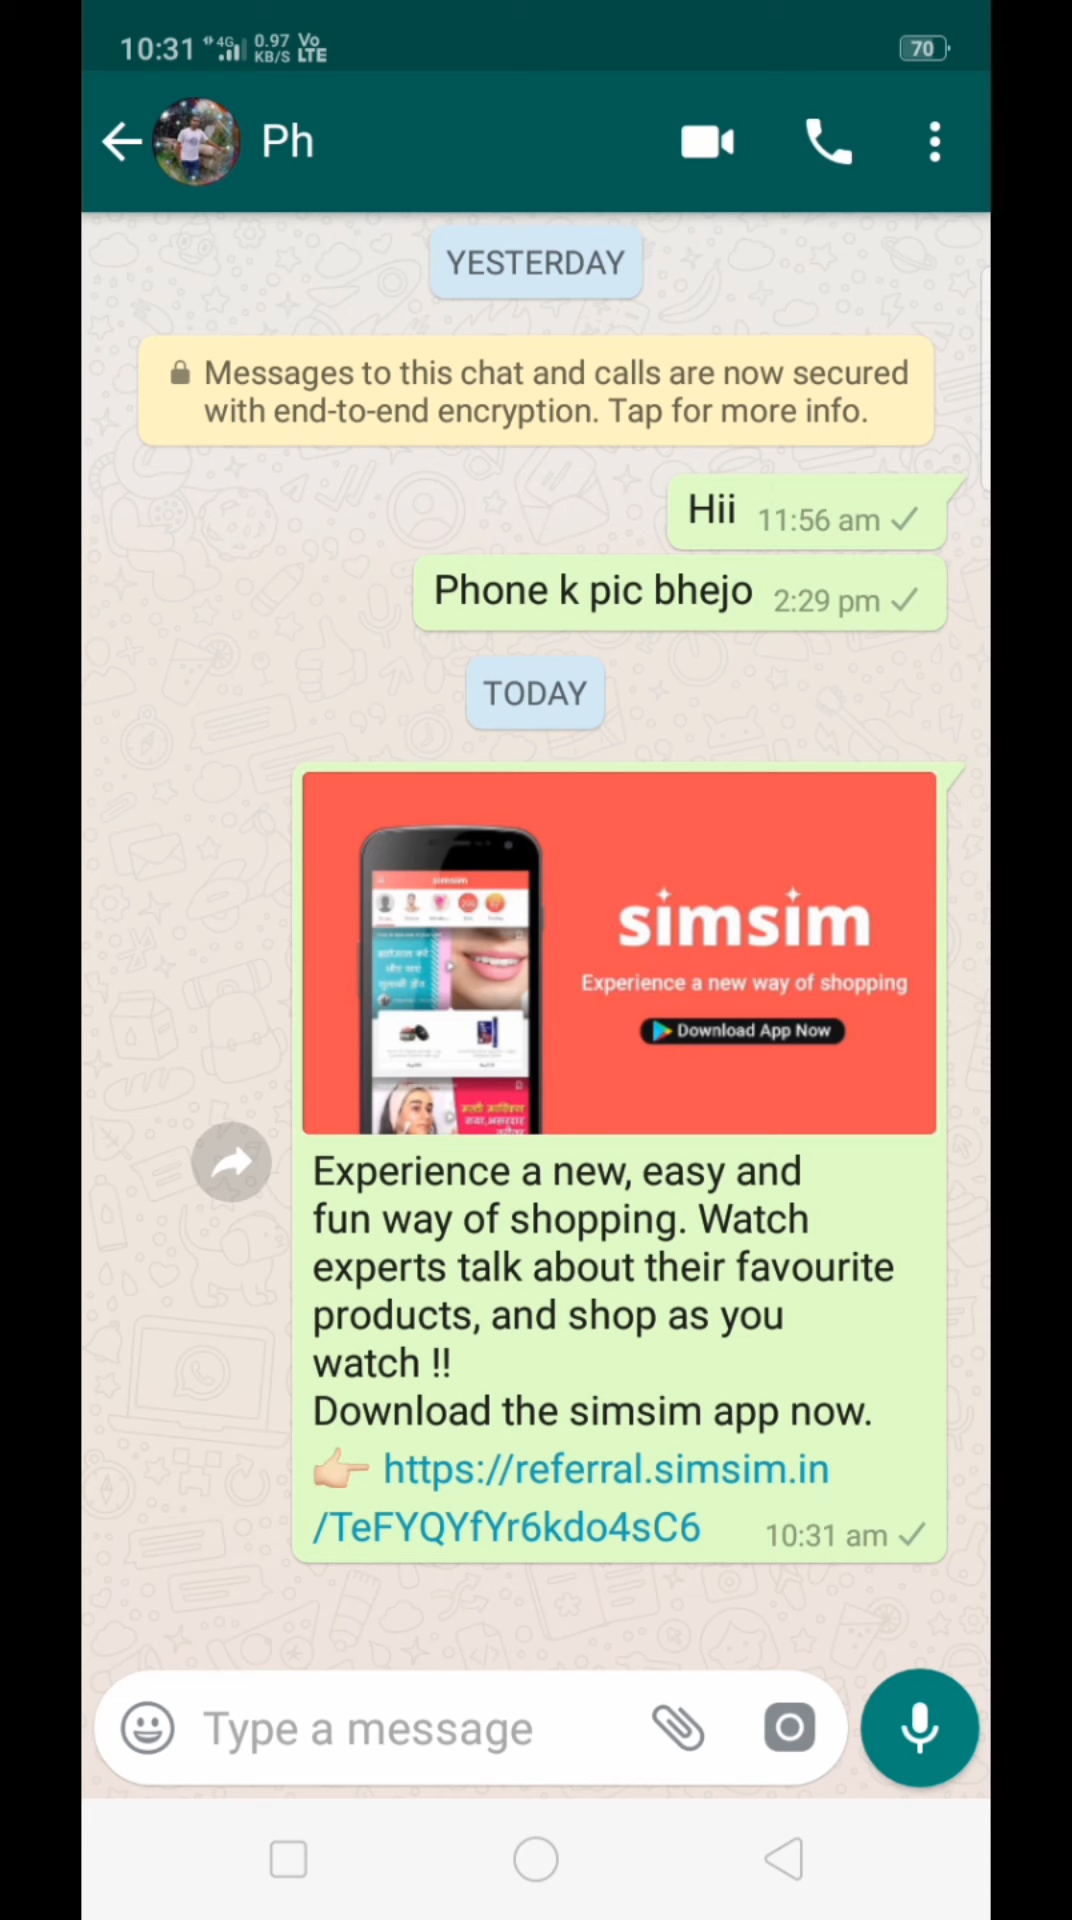 10:31 4G 0.97 KB/S Vo LTE 70
Ph
YESTERDAY
Messages to this chat and calls are now secured
with end-to-end encryption. Tap for more info.
Hii 11:56 am
Phone k pic bhejo 2:29 pm
TODAY
simsim
simsim
Experience a new way of shopping
Download App Now
Experience a new, easy and
fun way of shopping. Watch
experts talk about their favourite
products, and shop as you
watch !!
Download the simsim app now.
👉🏻 https://referral.simsim.in
/TeFYQYfYr6kdo4sC6 10:31 am
Type a message